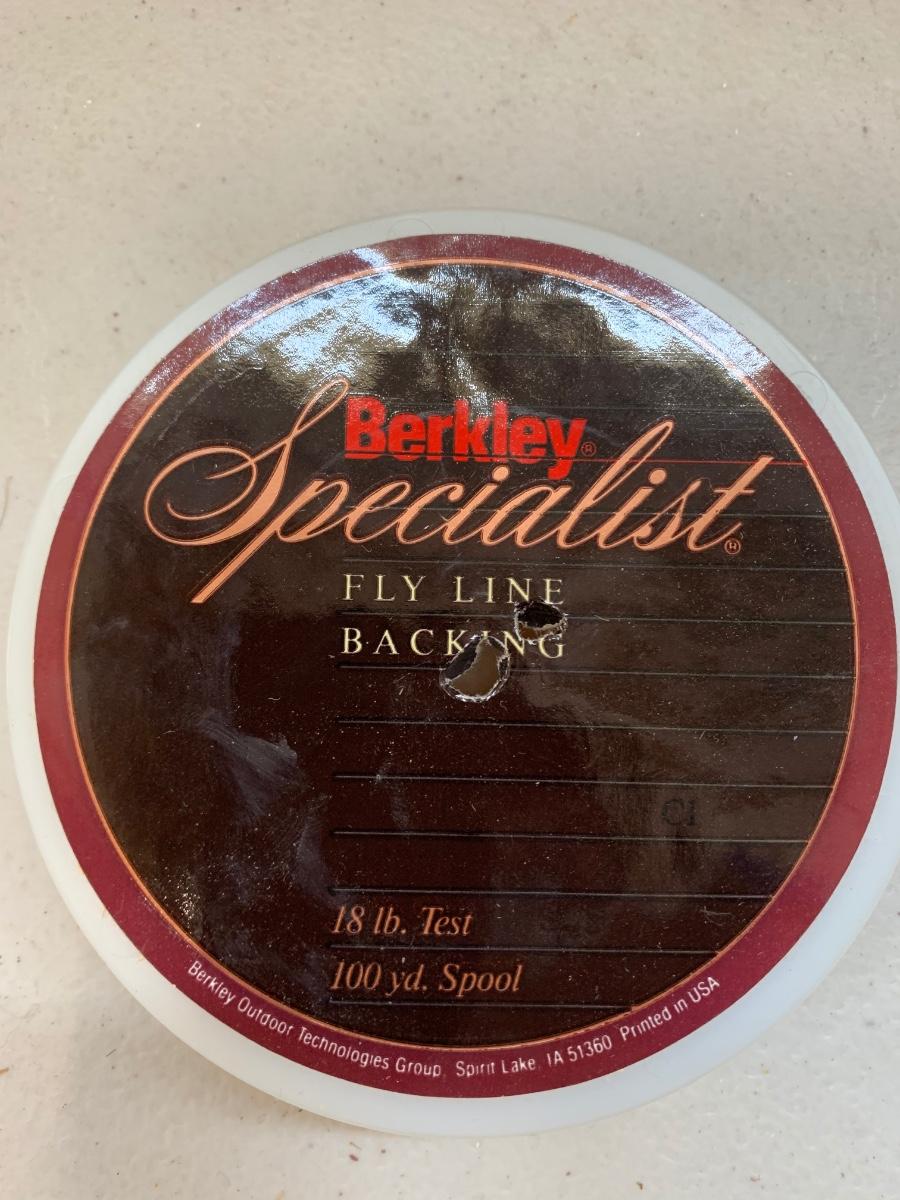 Berkley®
Specialist®
FLY LINE
BACKING
18 lb. Test
100 yd. Spool
Berkley Outdoor Technologies Group, Spirit Lake, IA 51360 Printed in USA